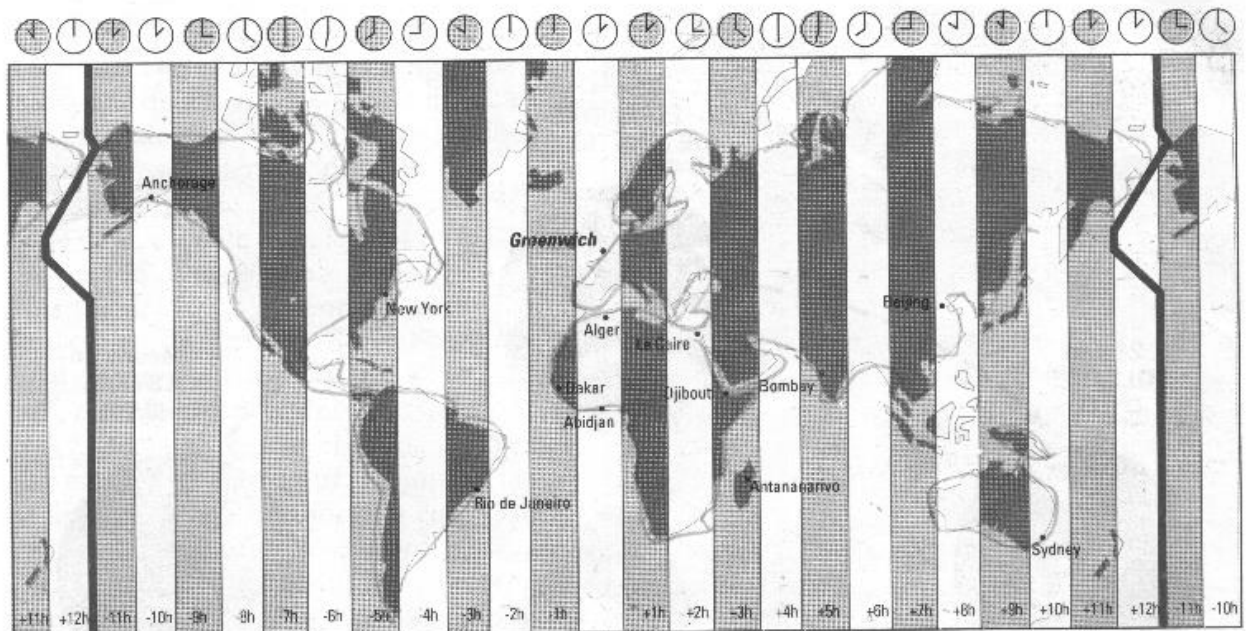 Anchorage
Greenwich
New York
Beijing
Alger
Le Caire
Dakar
Djibouti
Bombay
Abidjan
Antananarivo
Rio de Janeiro
Sydney
+11h +12h -11h -10h -9h -8h -7h -6h -5h -4h -3h -2h -1h +1h +2h +3h +4h +5h +6h +7h +8h +9h +10h +11h +12h -11h -10h